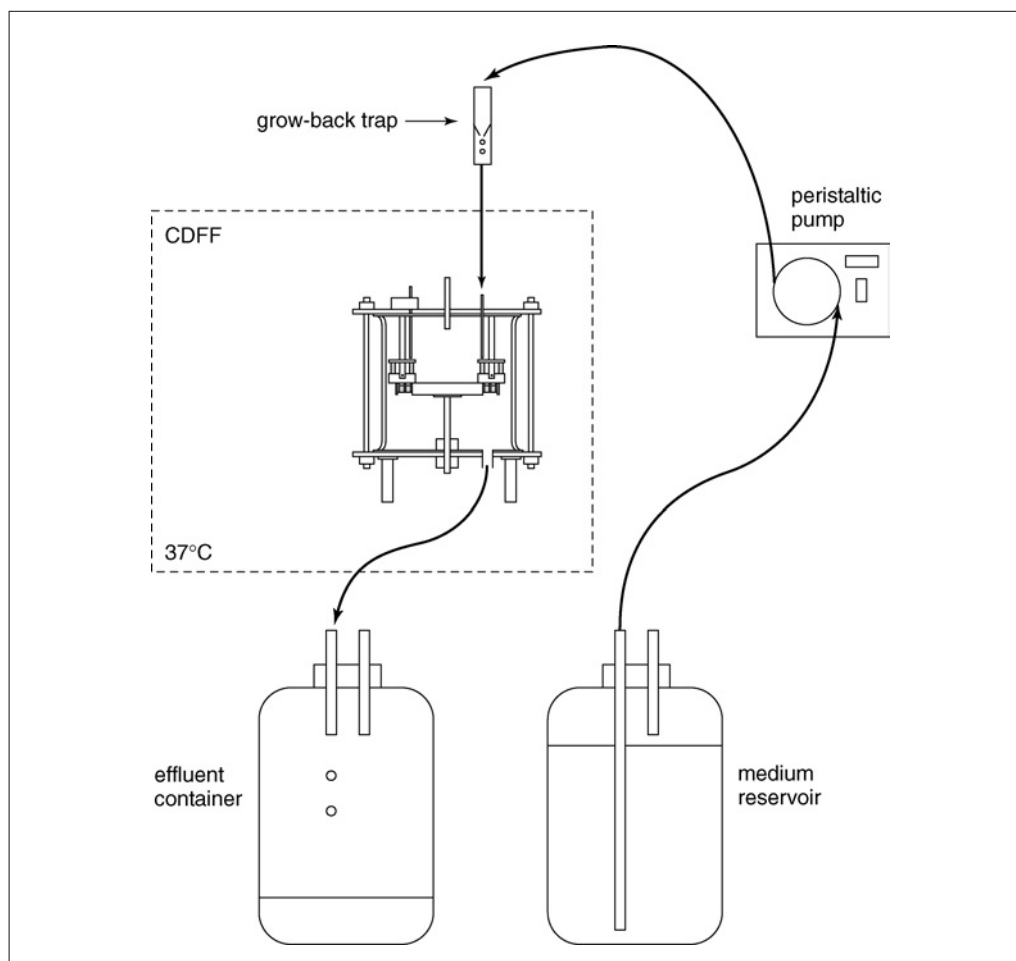 grow-back trap
peristaltic
pump
CDFF
37°C
effluent
container
medium
reservoir